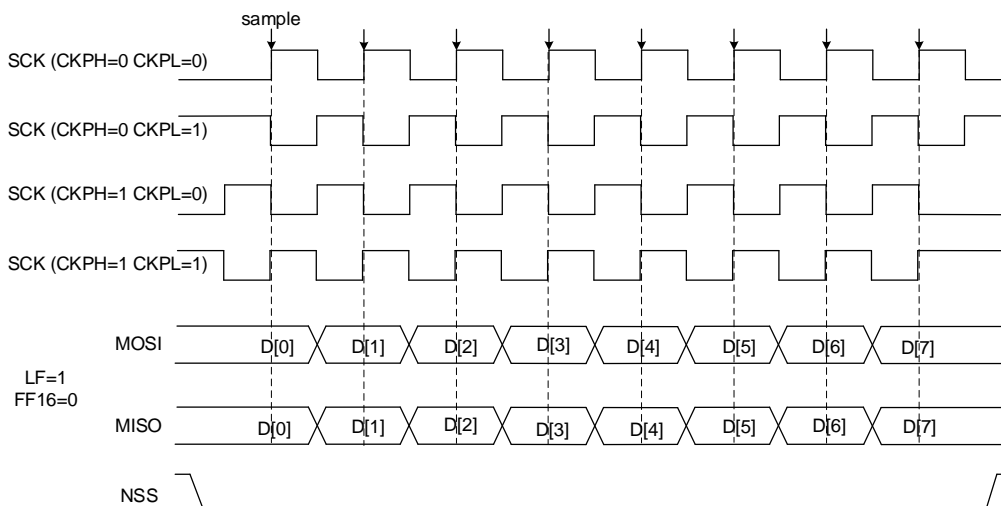 sample
SCK (CKPH=0 CKPL=0)
SCK (CKPH=0 CKPL=1)
SCK (CKPH=1 CKPL=0)
SCK (CKPH=1 CKPL=1)
MOSI D[0] D[1] D[2] D[3] D[4] D[5] D[6] D[7]
LF=1
FF16=0
MISO D[0] D[1] D[2] D[3] D[4] D[5] D[6] D[7]
NSS